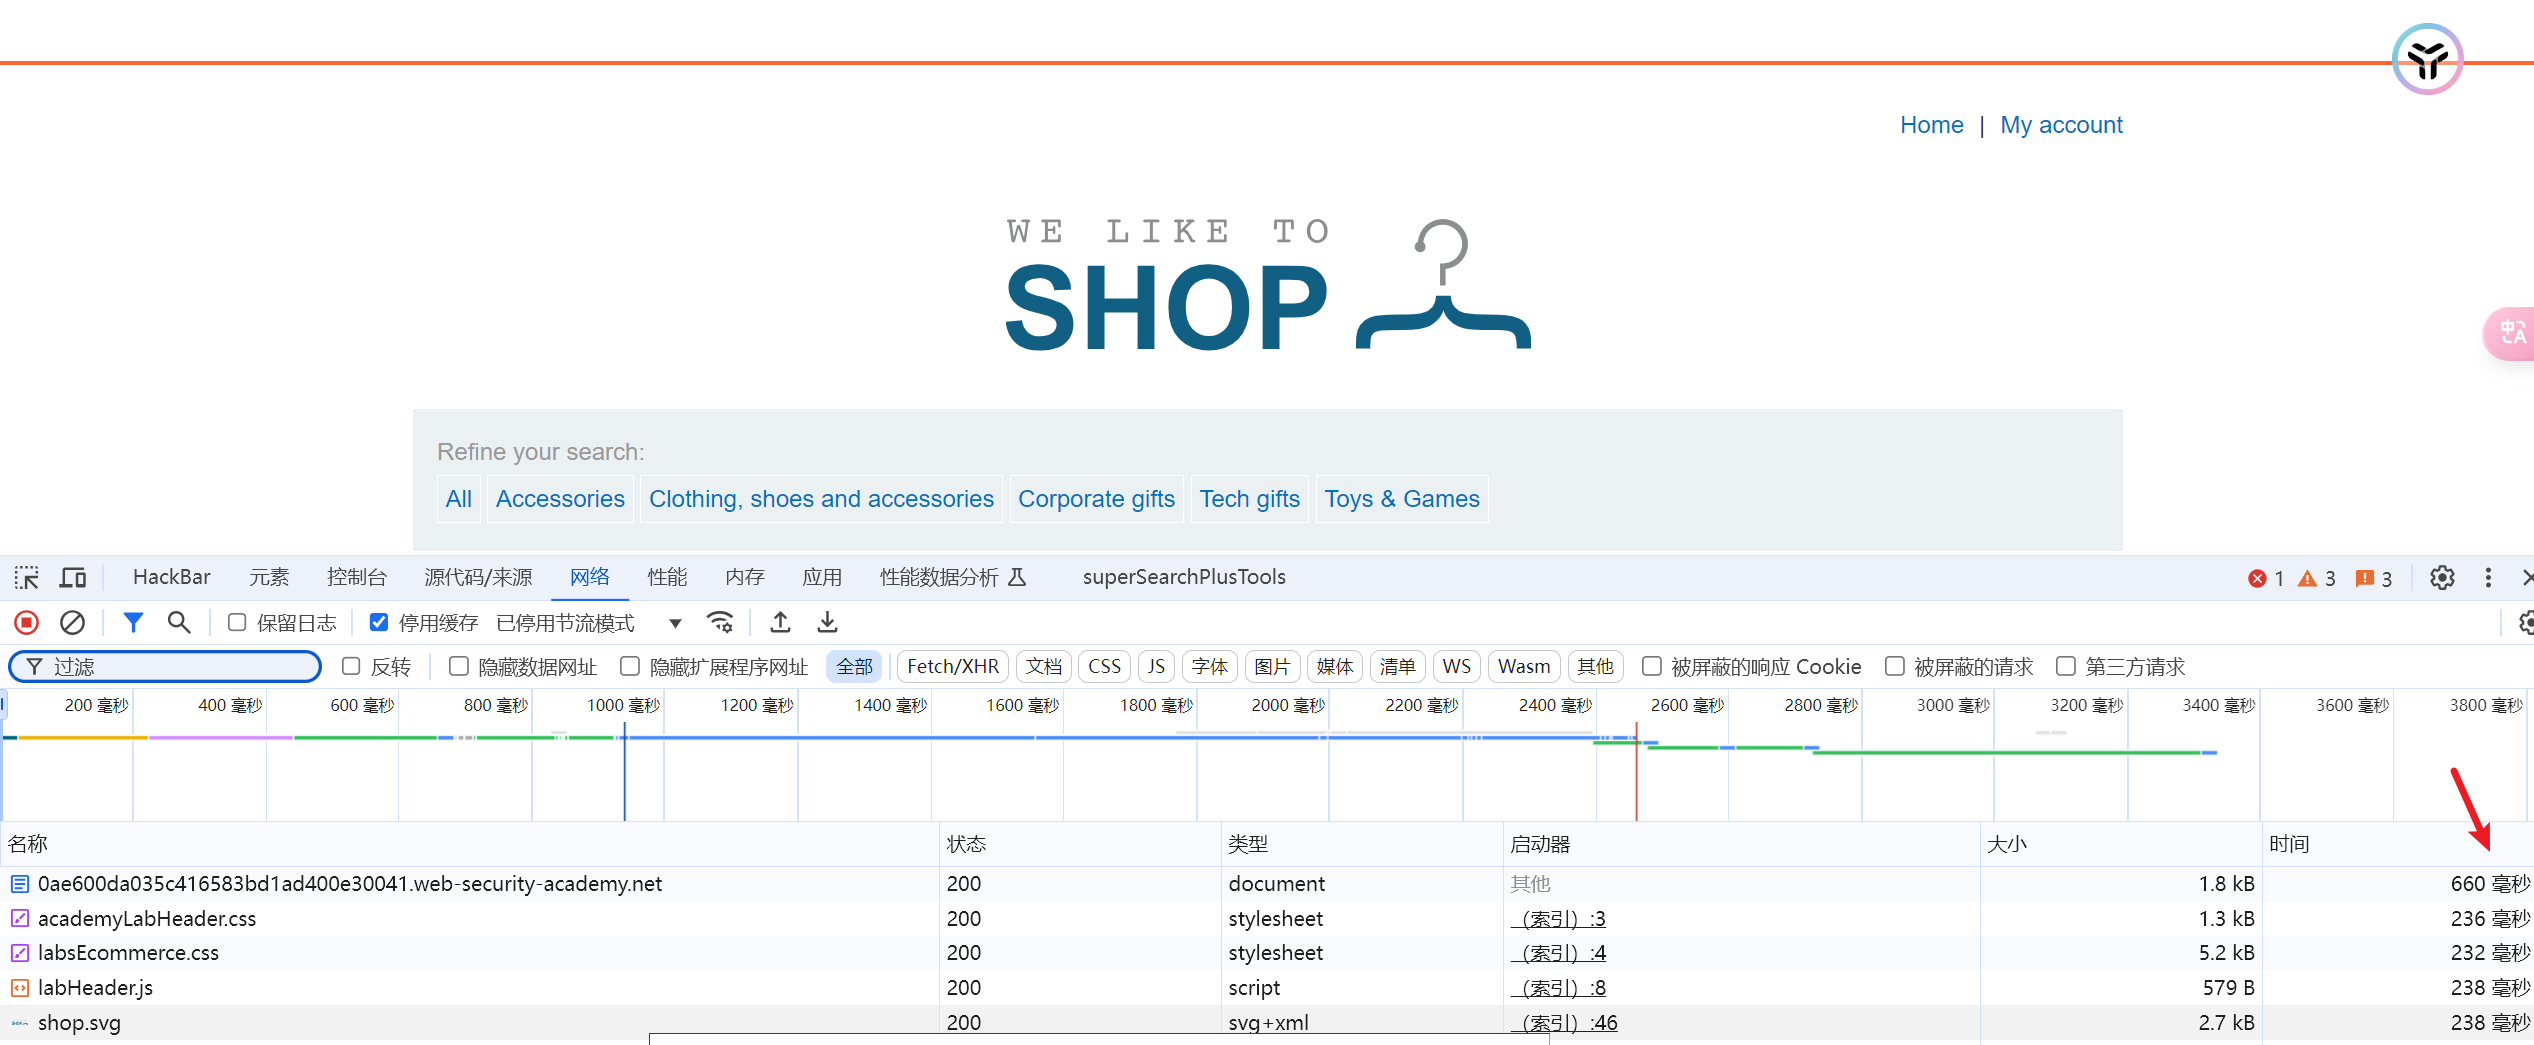 Home | My account
WE LIKE TO
SHOP
中A
Refine your search:
All Accessories Clothing, shoes and accessories Corporate gifts Tech gifts Toys & Games
HackBar 元素 控制台 源代码/来源 网络 性能 内存 应用 性能数据分析 superSearchPlusTools 1 3 3
保留日志 停用缓存 已停用节流模式
过滤 反转 隐藏数据网址 隐藏扩展程序网址 全部 Fetch/XHR 文档 CSS JS 字体 图片 媒体 清单 WS Wasm 其他 被屏蔽的响应 Cookie 被屏蔽的请求 第三方请求
200 毫秒 400 毫秒 600 毫秒 800 毫秒 1000 毫秒 1200 毫秒 1400 毫秒 1600 毫秒 1800 毫秒 2000 毫秒 2200 毫秒 2400 毫秒 2600 毫秒 2800 毫秒 3000 毫秒 3200 毫秒 3400 毫秒 3600 毫秒 3800 毫秒
名称 状态 类型 启动器 大小 时间
0ae600da035c416583bd1ad400e30041.web-security-academy.net 200 document 其他 1.8 kB 660 毫秒
academyLabHeader.css 200 stylesheet （索引）:3 1.3 kB 236 毫秒
labsEcommerce.css 200 stylesheet （索引）:4 5.2 kB 232 毫秒
labHeader.js 200 script （索引）:8 579 B 238 毫秒
shop.svg 200 svg+xml （索引）:46 2.7 kB 238 毫秒